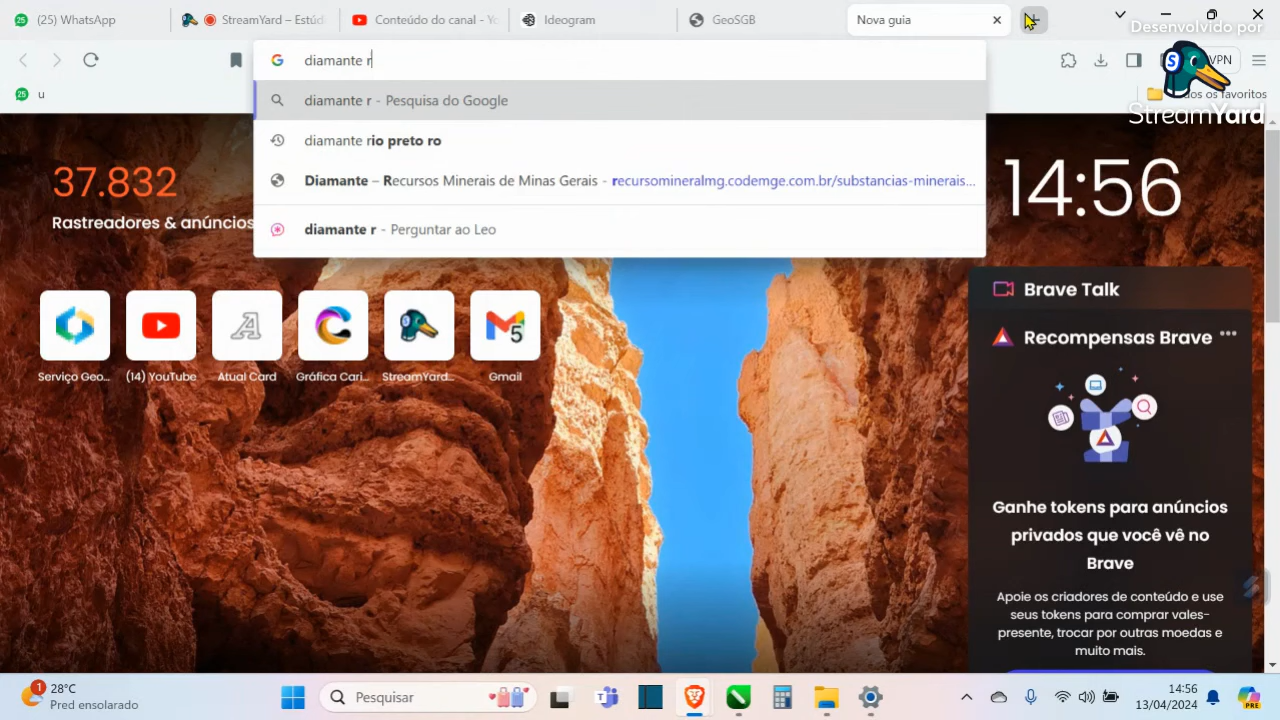 (25) WhatsApp
StreamYard – Estúd
Conteúdo do canal - Yo
Ideogram
GeoSGB
Nova guia
Desenvolvido por
StreamYard
diamante r
VPN
u
os favoritos
diamante r - Pesquisa do Google
diamante rio preto ro
Diamante – Recursos Minerais de Minas Gerais - recursomineralmg.codemge.com.br/substancias-minerais...
diamante r - Perguntar ao Leo
37.832
Rastreadores & anúncios
14:56
Serviço Geo...
(14) YouTube
Atual Card
Gráfica Cari...
StreamYard...
Gmail
Brave Talk
Recompensas Brave
Ganhe tokens para anúncios
privados que você vê no
Brave
Apoie os criadores de conteúdo e use
seus tokens para comprar vales-
presente, trocar por outras moedas e
muito mais.
1
28°C
Pred ensolarado
Pesquisar
14:56
13/04/2024
PRE